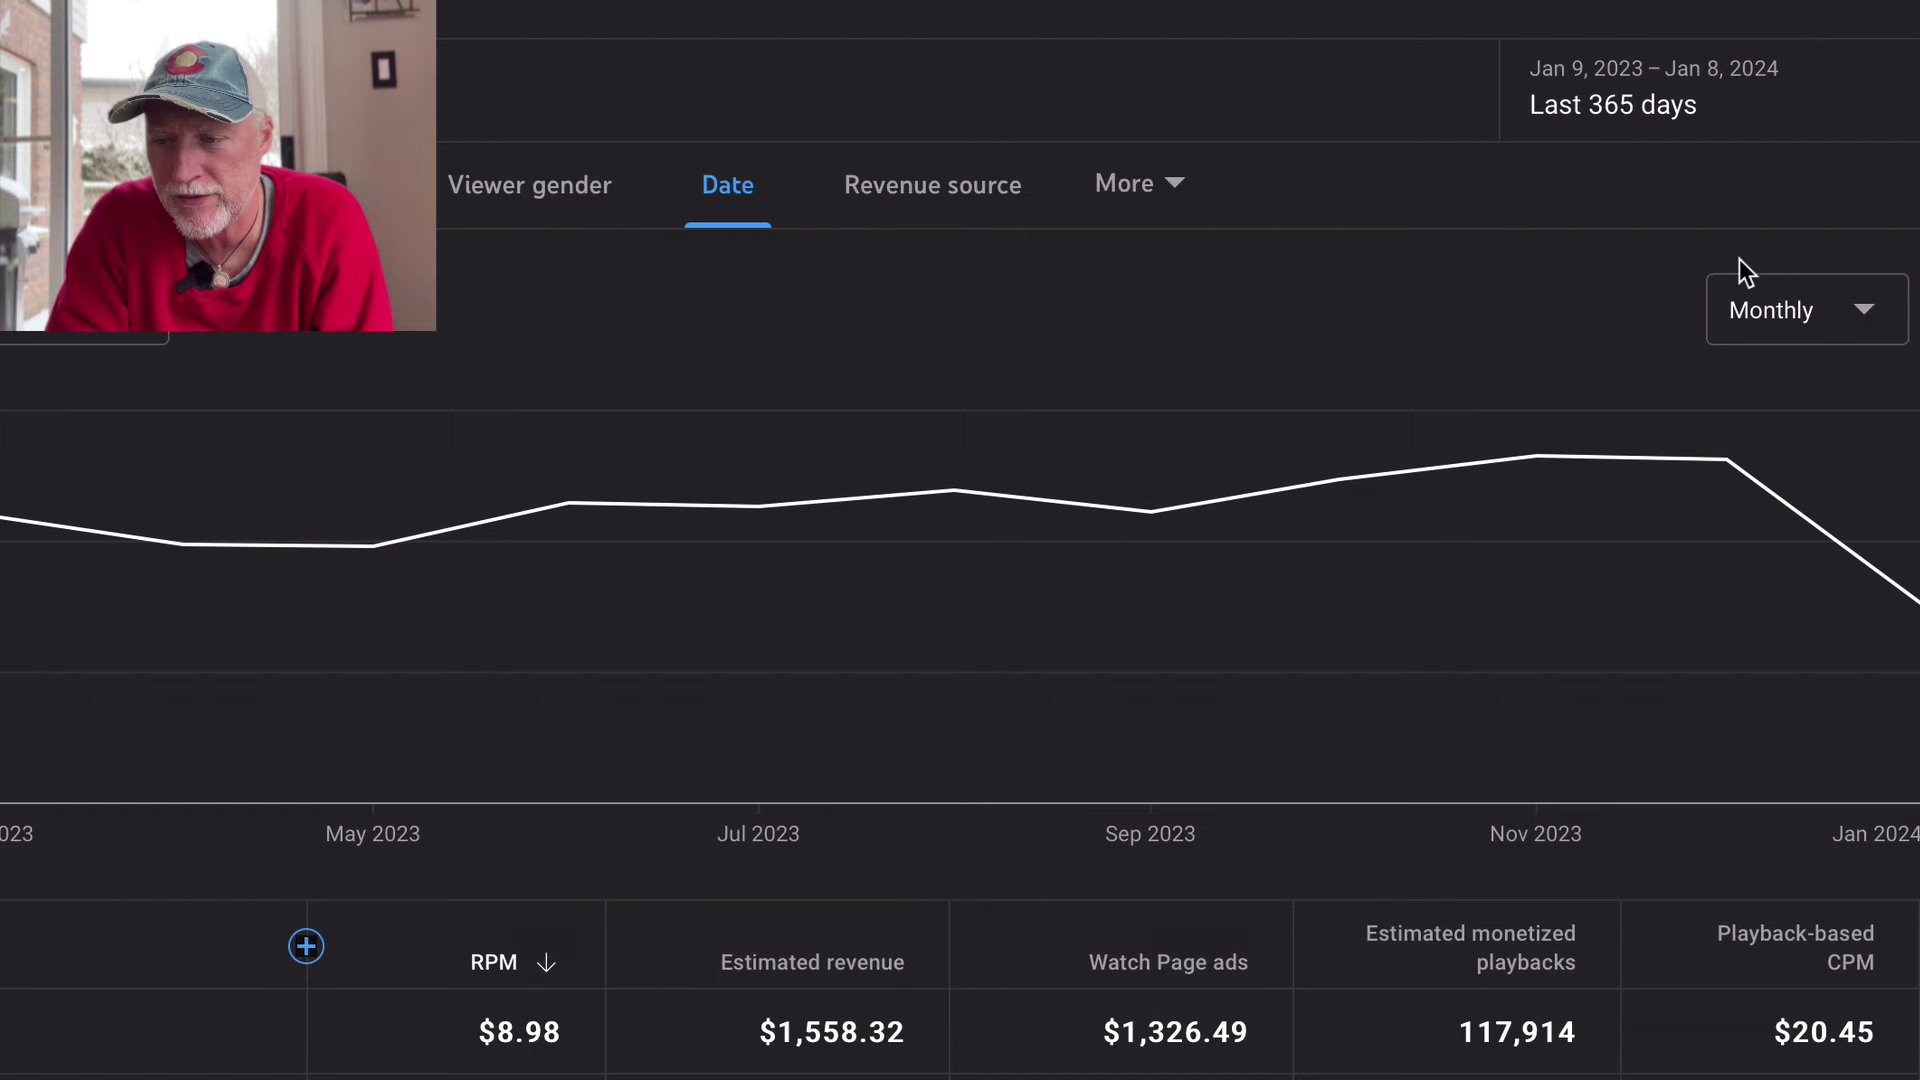 Jan 9, 2023 – Jan 8, 2024
Last 365 days
Viewer gender
Date
Revenue source
More
Monthly
023
May 2023
Jul 2023
Sep 2023
Nov 2023
Jan 2024
RPM
Estimated revenue
Watch Page ads
Estimated monetized
playbacks
Playback-based
CPM
$8.98
$1,558.32
$1,326.49
117,914
$20.45